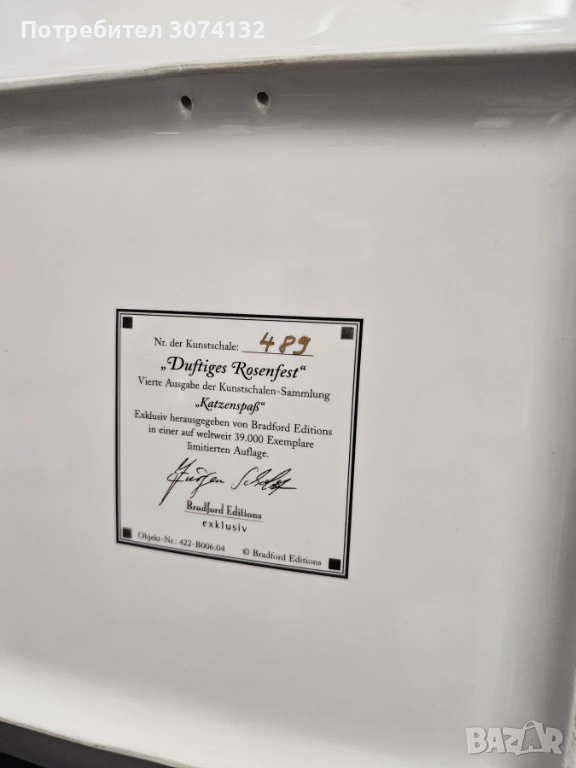 Потребител 3074132
Nr. der Kunstschale: 489
„Duftiges Rosenfest“
Vierte Ausgabe der Kunstschalen-Sammlung
„Katzenspaß“
Exklusiv herausgegeben von Bradford Editions
in einer auf weltweit 39.000 Exemplare
limitierten Auflage.
Jürgen Scholz
Bradford Editions
exklusiv
Objekt-Nr.: 422-B006.04 © Bradford Editions
BAZAR